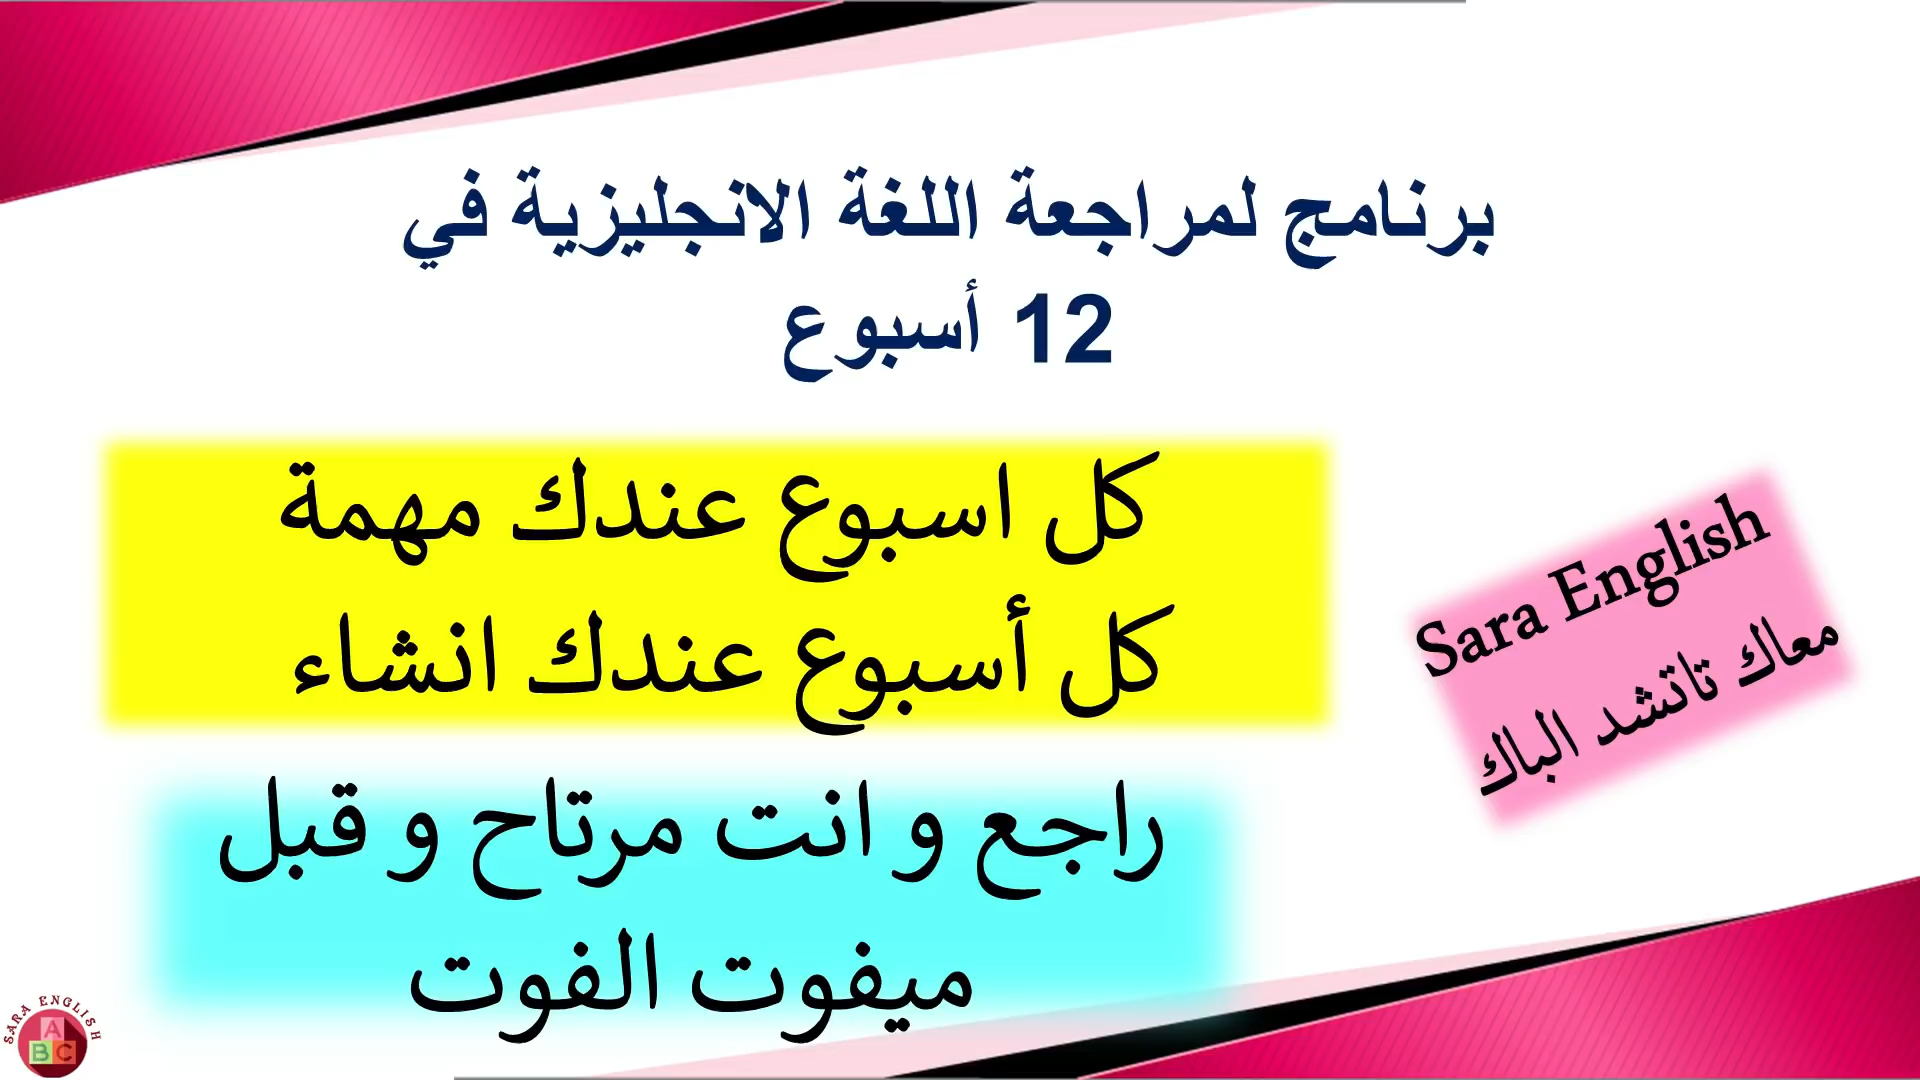 برنامج لمراجعة اللغة الانجليزية في
12 أسبوع
كل اسبوع عندك مهمة
كل أسبوع عندك انشاء
راجع و انت مرتاح و قبل
ميفوت الفوت
Sara English
معاك تاتشد الباك
SARA ENGLISH
A
BC